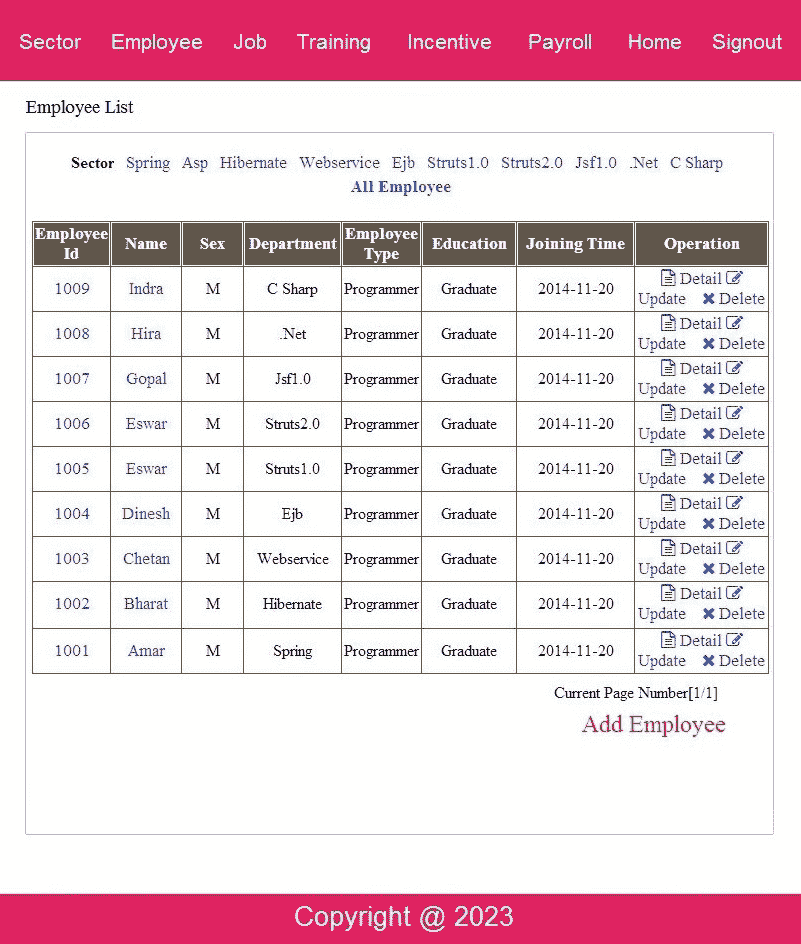 Sector Employee Job Training Incentive Payroll Home Signout
Employee List
Sector Spring Asp Hibernate Webservice Ejb Struts1.0 Struts2.0 Jsf1.0 .Net C Sharp
All Employee
Employee Id Name Sex Department Employee Type Education Joining Time Operation
1009 Indra M C Sharp Programmer Graduate 2014-11-20 Detail Update Delete
1008 Hira M .Net Programmer Graduate 2014-11-20 Detail Update Delete
1007 Gopal M Jsf1.0 Programmer Graduate 2014-11-20 Detail Update Delete
1006 Eswar M Struts2.0 Programmer Graduate 2014-11-20 Detail Update Delete
1005 Eswar M Struts1.0 Programmer Graduate 2014-11-20 Detail Update Delete
1004 Dinesh M Ejb Programmer Graduate 2014-11-20 Detail Update Delete
1003 Chetan M Webservice Programmer Graduate 2014-11-20 Detail Update Delete
1002 Bharat M Hibernate Programmer Graduate 2014-11-20 Detail Update Delete
1001 Amar M Spring Programmer Graduate 2014-11-20 Detail Update Delete
Current Page Number[1/1]
Add Employee
Copyright @ 2023